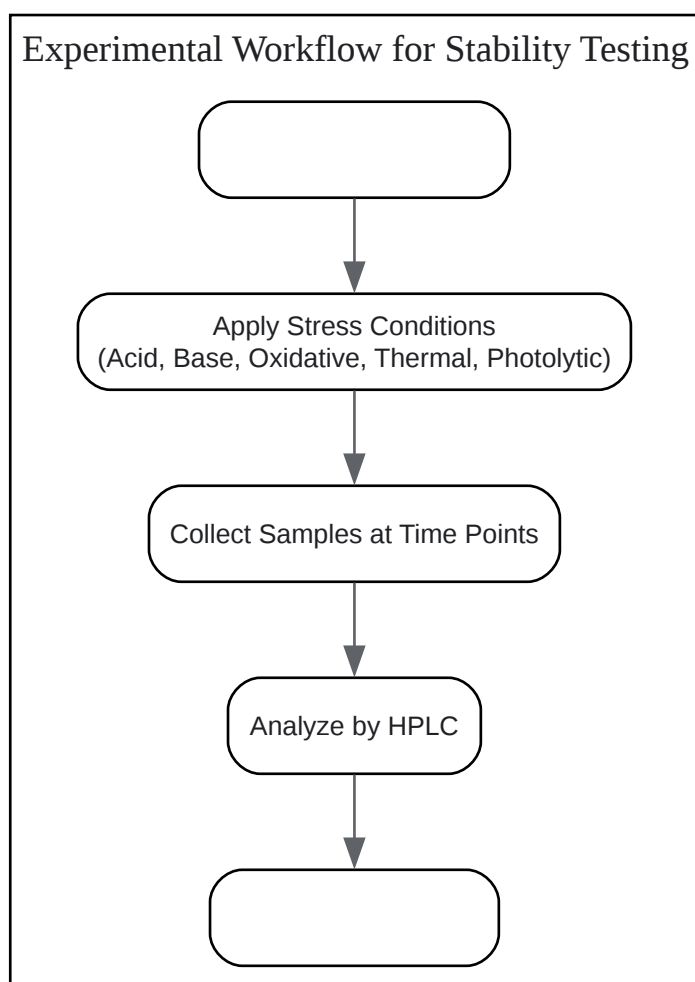 Experimental Workflow for Stability Testing
Apply Stress Conditions
(Acid, Base, Oxidative, Thermal, Photolytic)
Collect Samples at Time Points
Analyze by HPLC